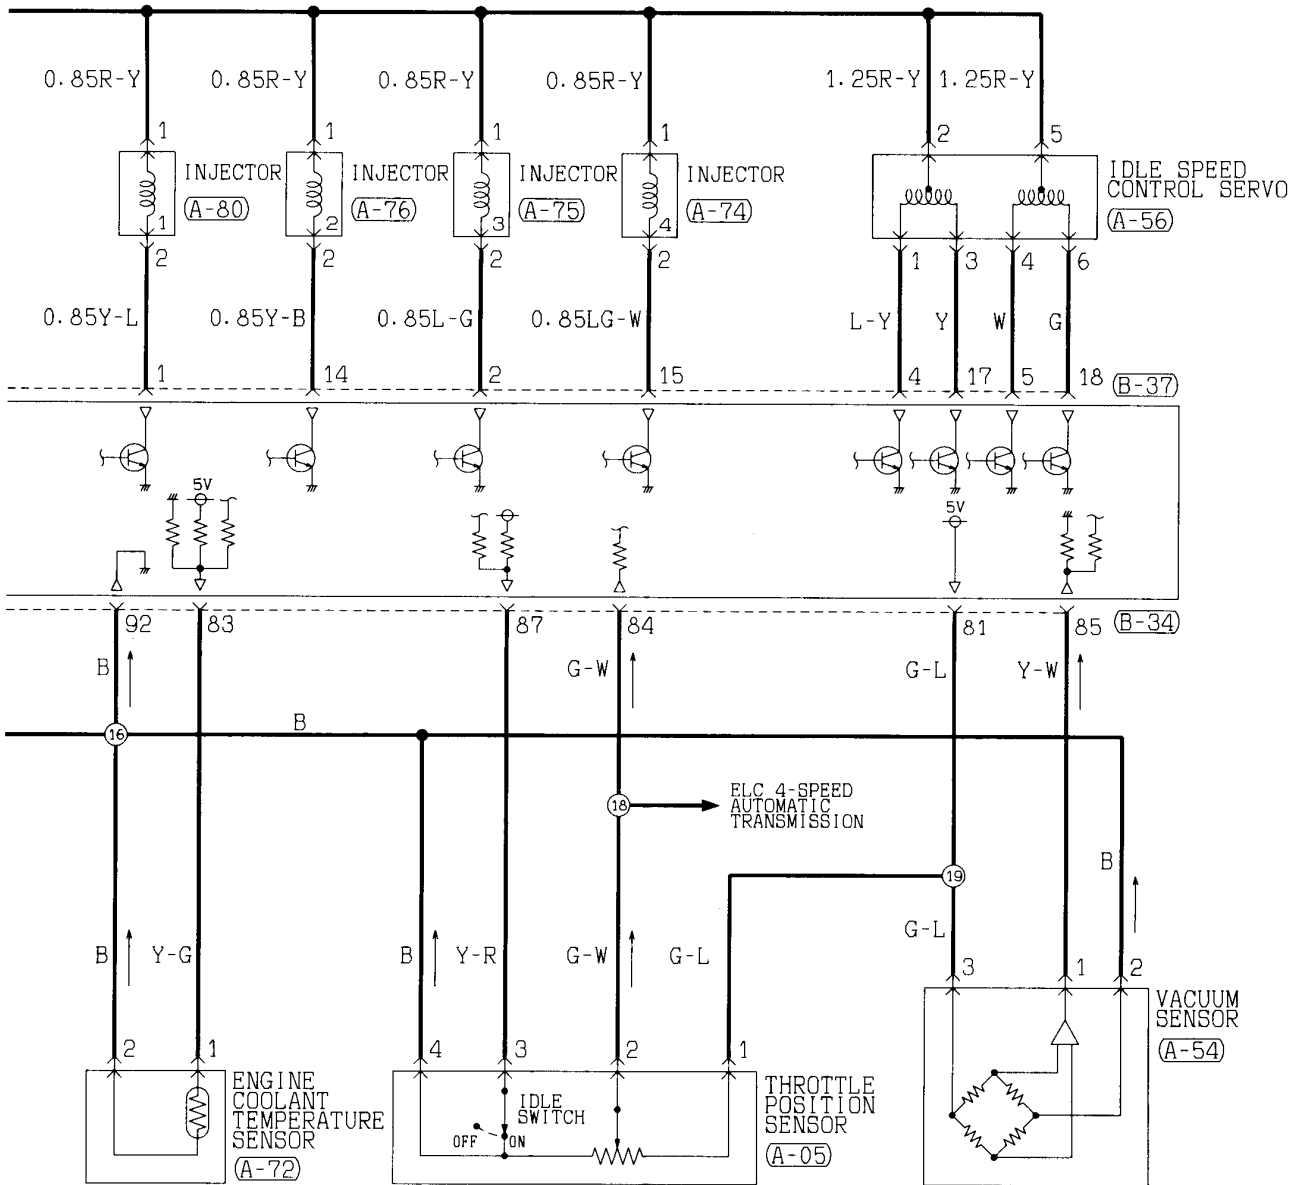 0.85R-Y 0.85R-Y 0.85R-Y 0.85R-Y 1.25R-Y 1.25R-Y
1 1 1 1 2 5
INJECTOR INJECTOR INJECTOR INJECTOR IDLE SPEED
CONTROL SERVO
A-80 A-76 A-75 A-74 A-56
1 2 3 4
2 2 2 2 1 3 4 6
0.85Y-L 0.85Y-B 0.85L-G 0.85LG-W L-Y Y W G
1 14 2 15 4 17 5 18 B-37
5V
5V
92 83 87 84 81 85 B-34
B G-W G-L Y-W
16 B
18 ELC 4-SPEED
AUTOMATIC
TRANSMISSION
19 B
G-L
B Y-G B Y-R G-W G-L
3 1 2
VACUUM
SENSOR
A-54
2 1 4 3 2 1
ENGINE
COOLANT
TEMPERATURE
SENSOR
A-72
IDLE
SWITCH
OFF ON
THROTTLE
POSITION
SENSOR
A-05